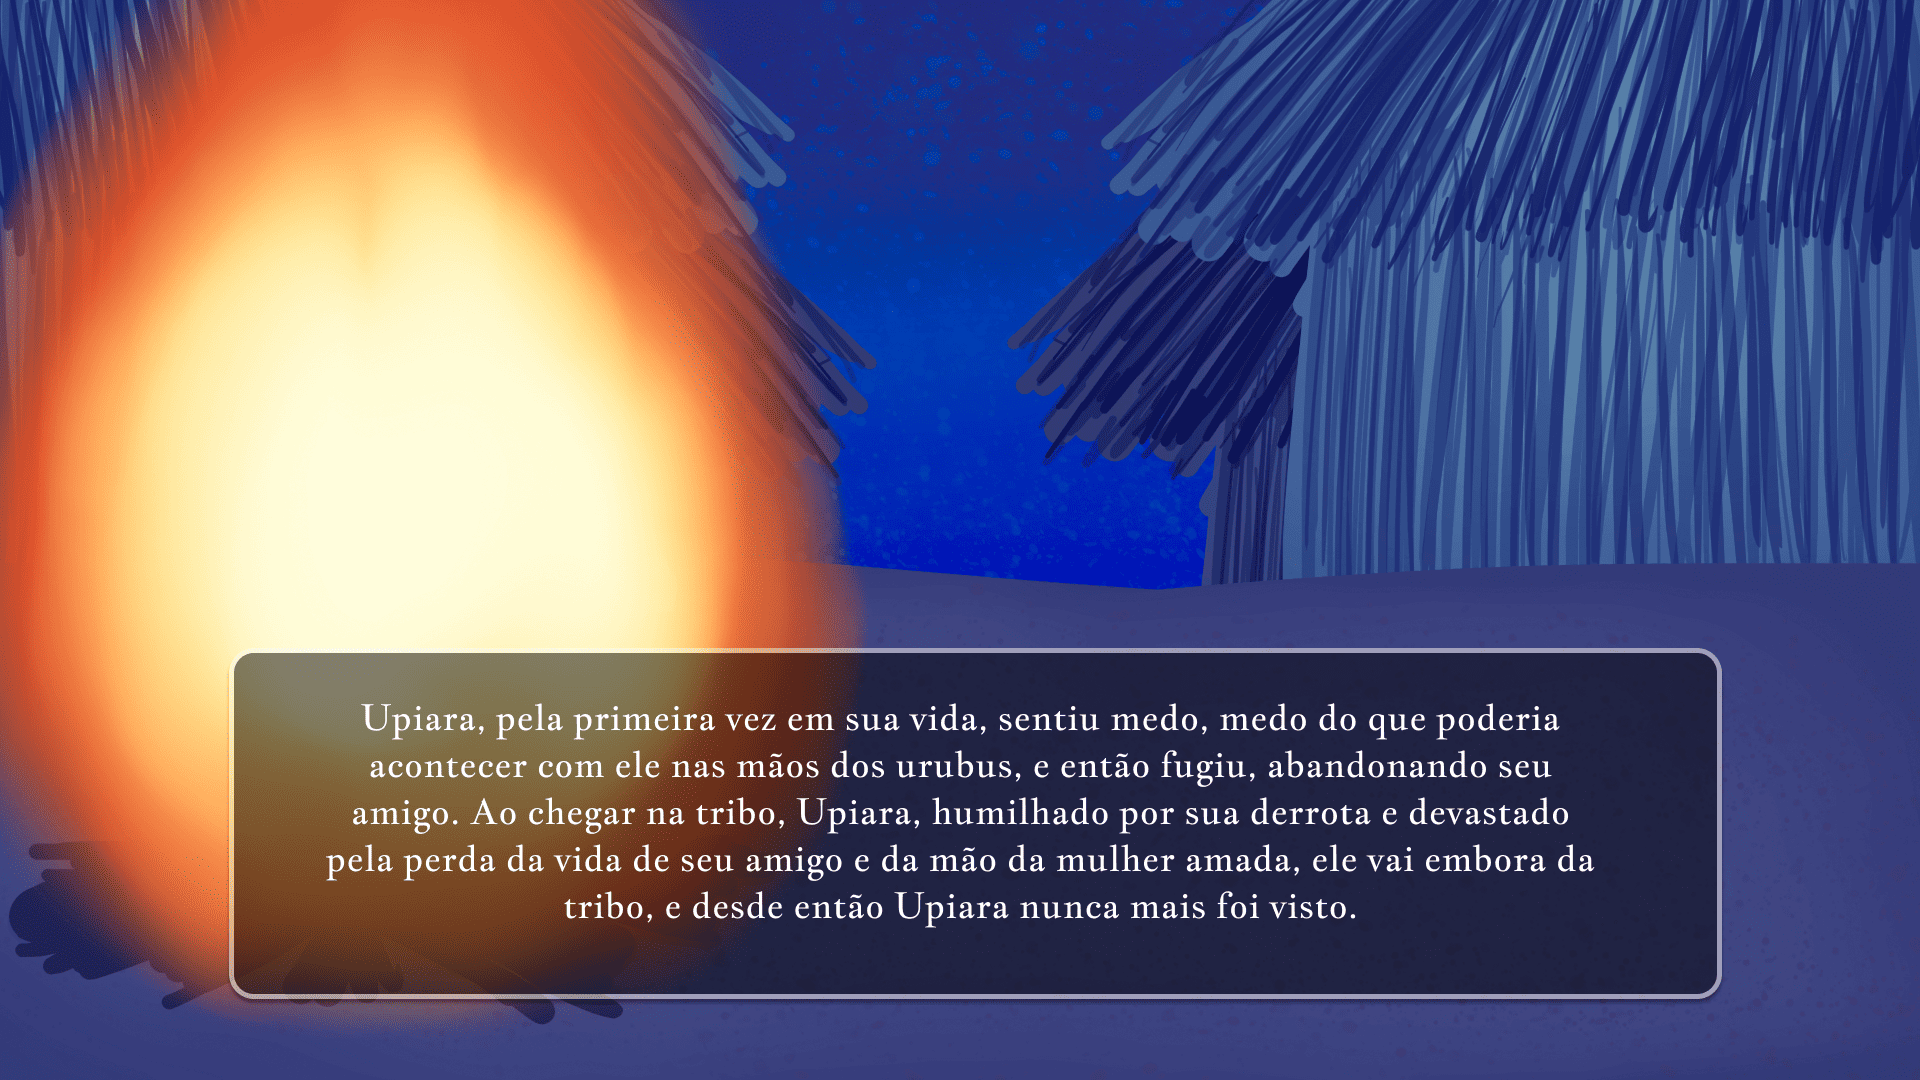 Upiara, pela primeira vez em sua vida, sentiu medo, medo do que poderia
acontecer com ele nas mãos dos urubus, e então fugiu, abandonando seu
amigo. Ao chegar na tribo, Upiara, humilhado por sua derrota e devastado
pela perda da vida de seu amigo e da mão da mulher amada, ele vai embora da
tribo, e desde então Upiara nunca mais foi visto.